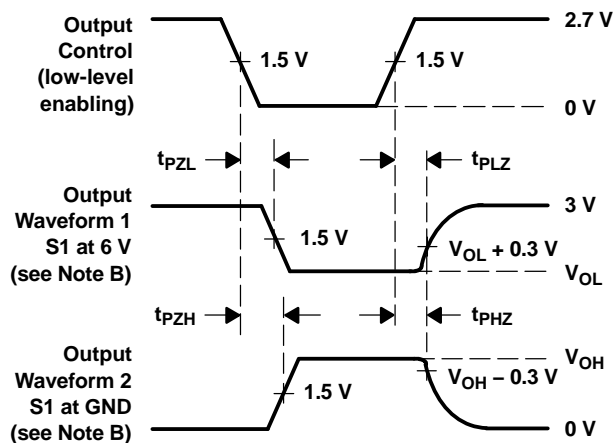 Output
Control
(low-level
enabling)
2.7 V
1.5 V
1.5 V
0 V
tPZL
tPLZ
Output
Waveform 1
S1 at 6 V
(see Note B)
3 V
1.5 V
VOL + 0.3 V
VOL
tPZH
tPHZ
Output
Waveform 2
S1 at GND
(see Note B)
VOH
VOH – 0.3 V
1.5 V
0 V